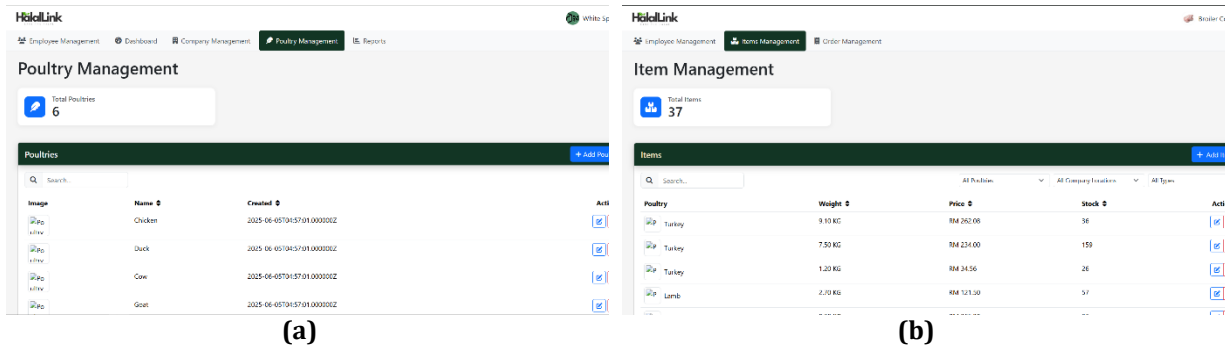 HalalLink
White Sp
Employee Management Dashboard Company Management Poultry Management Reports
Poultry Management
Total Poultries
6
Poultries
+ Add Pou
Search...
Image Name Created Acti
Chicken 2025-06-05T04:57:01.000000Z
Duck 2025-06-05T04:57:01.000000Z
Cow 2025-06-05T04:57:01.000000Z
Goat 2025-06-05T04:57:01.000000Z
(a)
HalalLink
Broiler C
Employee Management Items Management Order Management
Item Management
Total Items
37
Items
+ Add It
Search...
All Poultries All Company Locations All Types
Poultry Weight Price Stock Acti
Turkey 9.10 KG RM 262.08 36
Turkey 7.50 KG RM 234.00 159
Turkey 1.20 KG RM 34.56 26
Lamb 2.70 KG RM 121.50 57
(b)